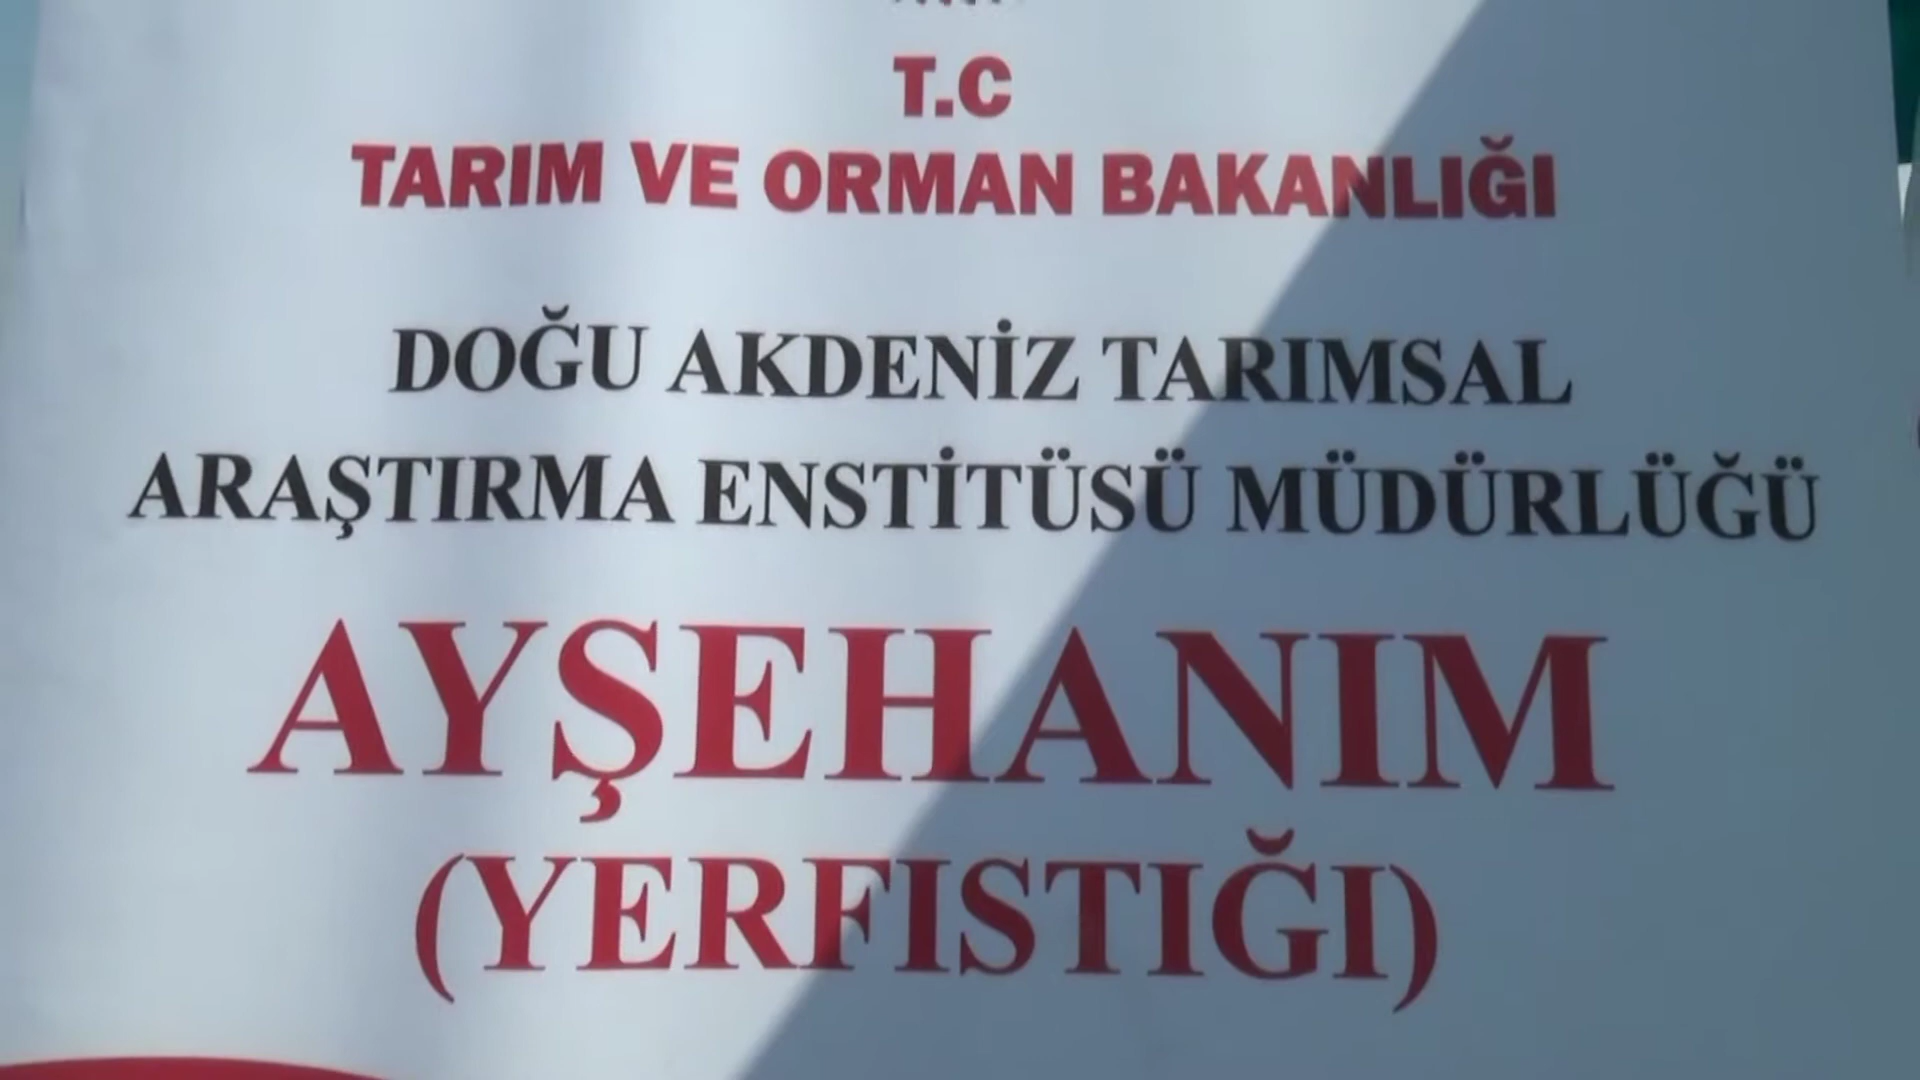 T.C
TARIM VE ORMAN BAKANLIĞI
DOĞU AKDENİZ TARIMSAL
ARAŞTIRMA ENSTİTÜSÜ MÜDÜRLÜĞÜ
AYŞEHANIM
(YERFISTIĞI)